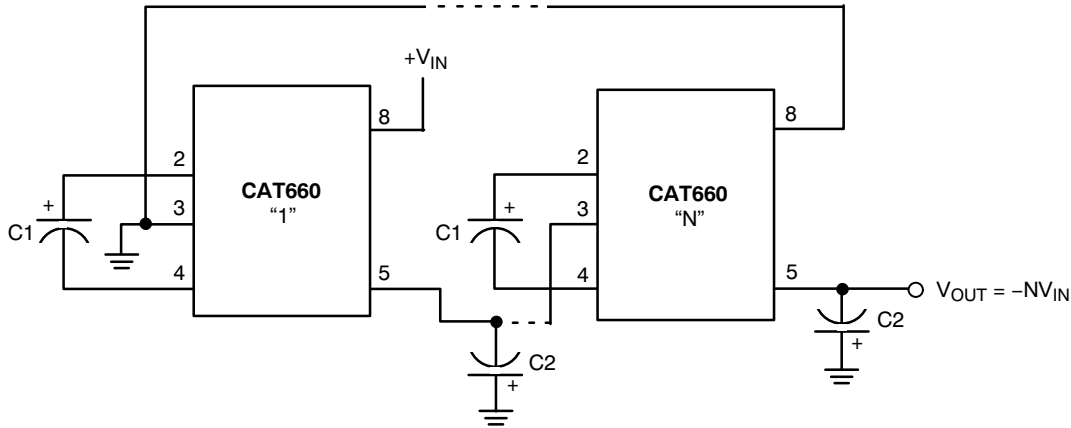 +V_IN
8
8
2
2
CAT660
"1"
CAT660
"N"
+
C1
3
+
C1
3
4
5
4
5
V_OUT = −NV_IN
C2
+
C2
+